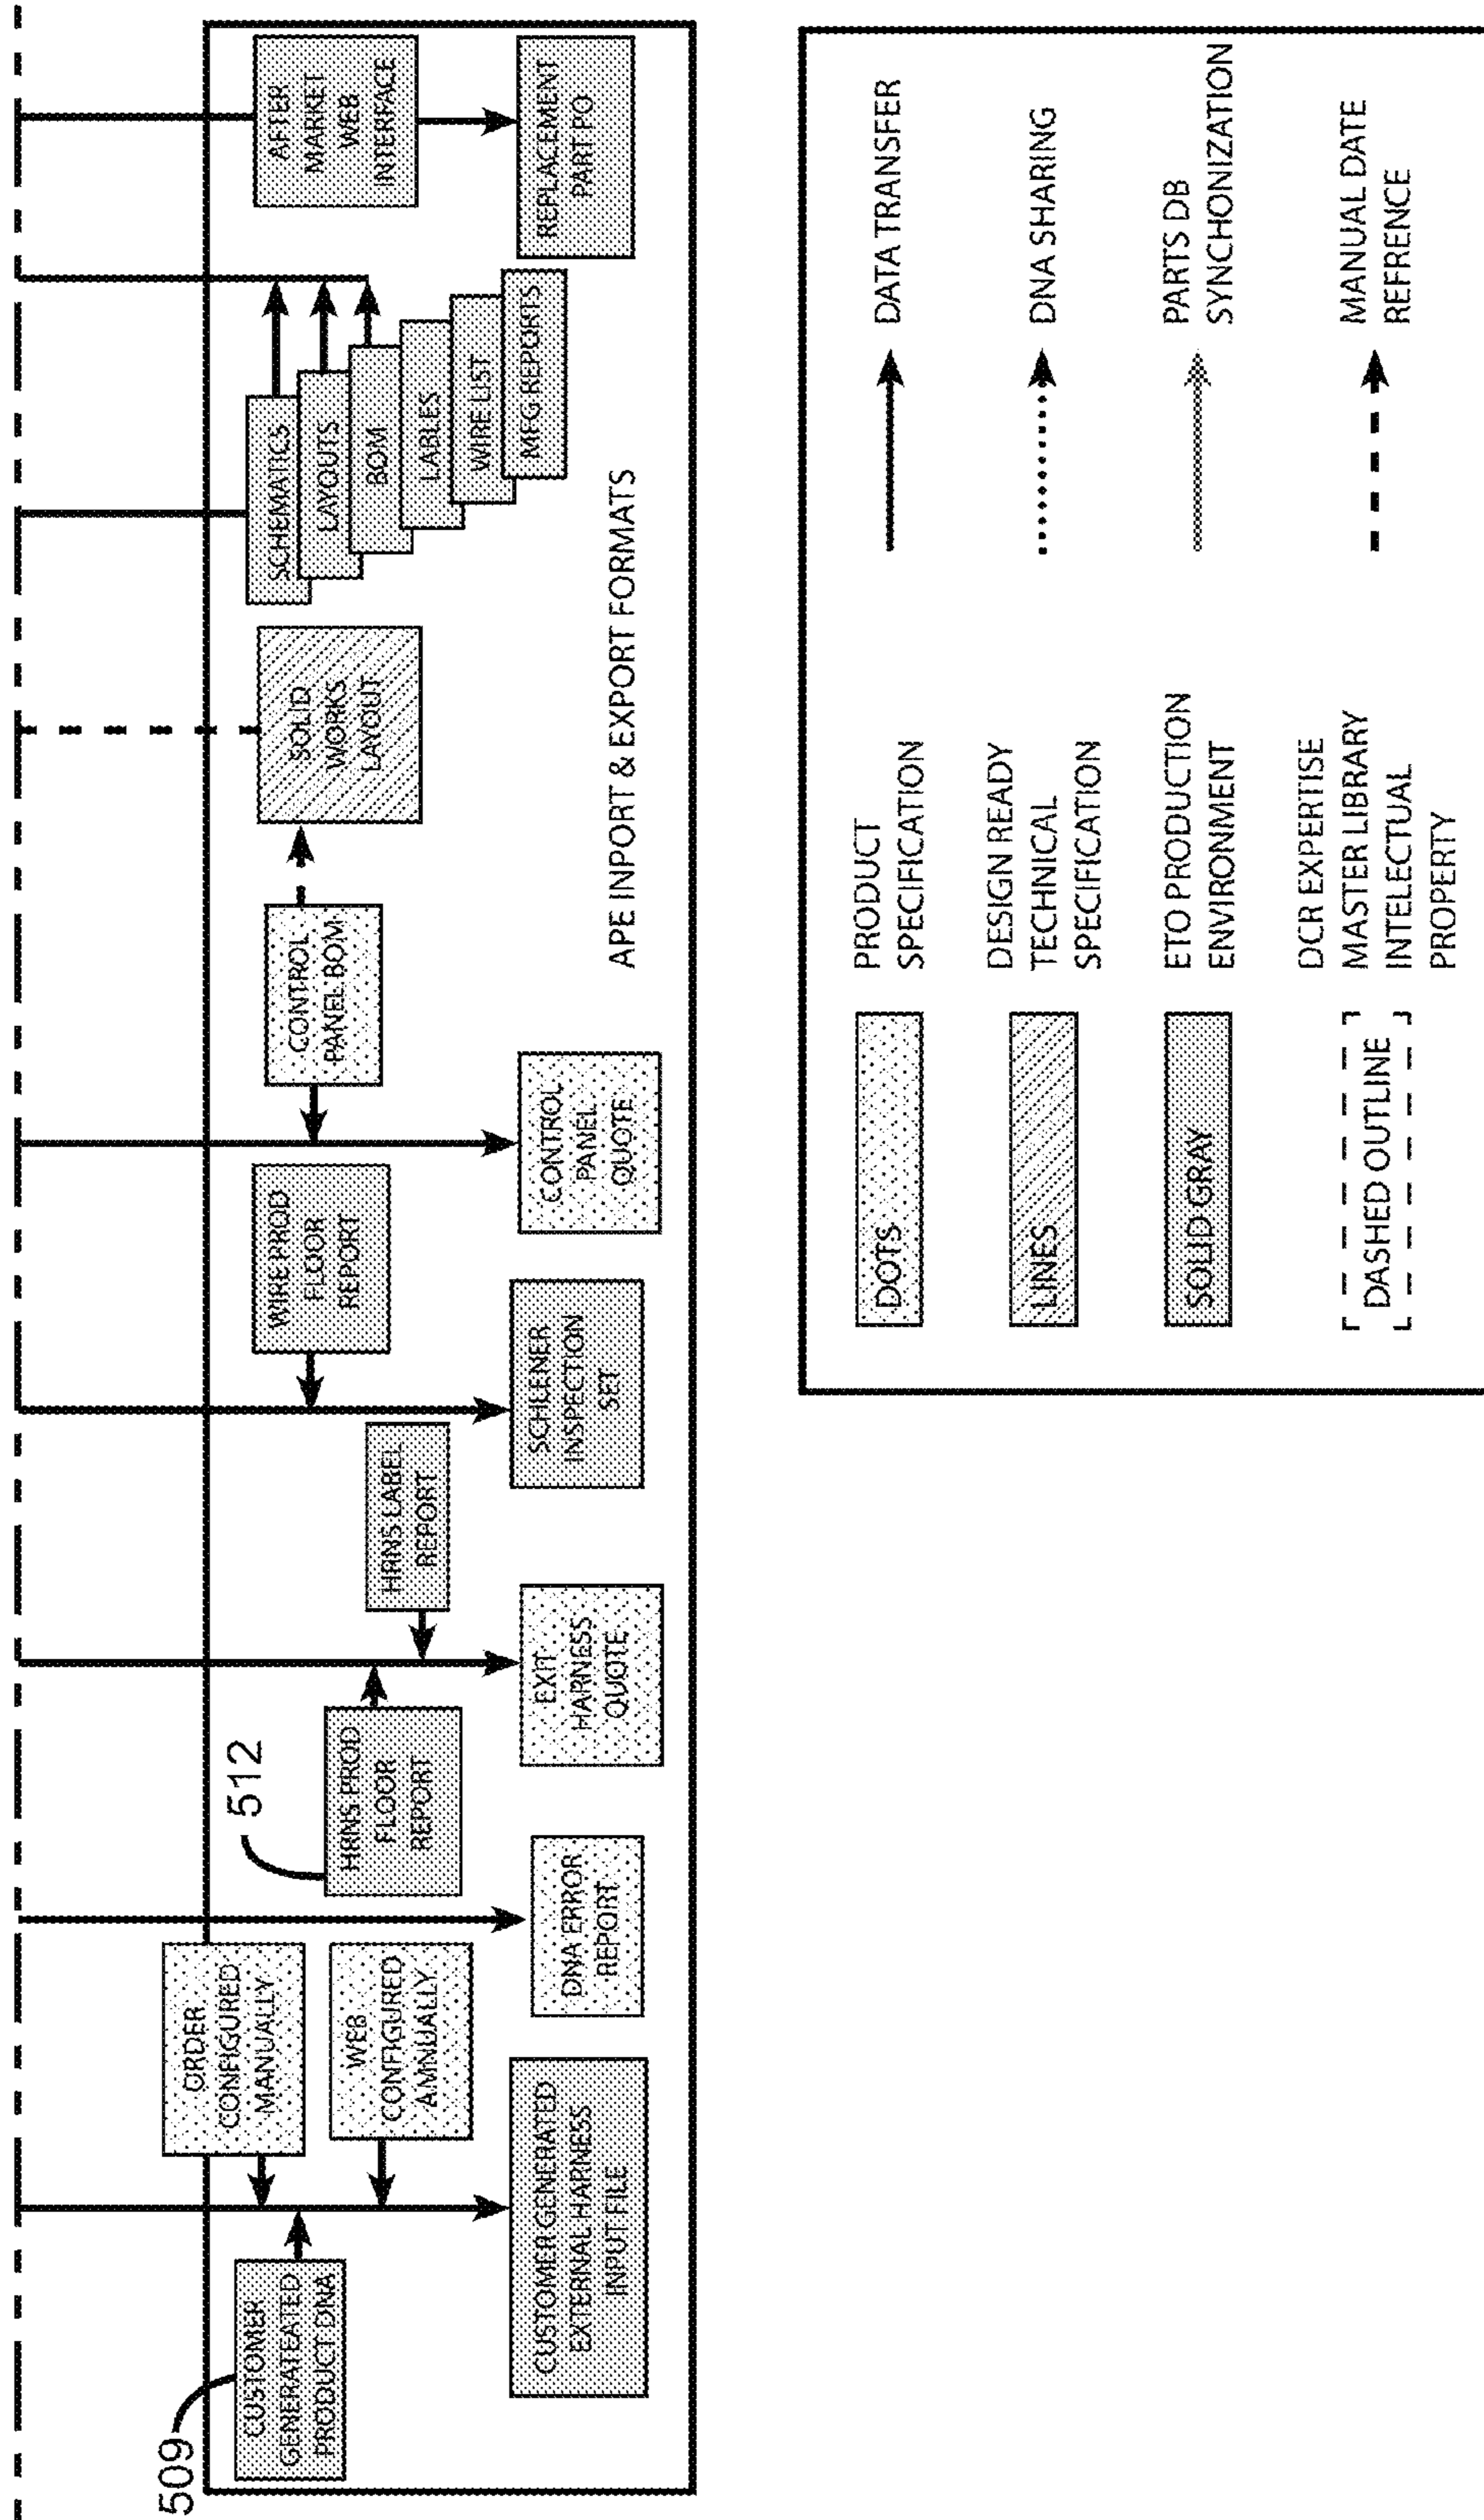 509
CUSTOMER
GENERATEATED
PRODUCT DNA
ORDER
CONFIGURED
MANUALLY
WEB
CONFIGURED
AMNUALLY
CUSTOMER GENERATED
EXTERNAL HARNESS
INPUT FILE
DNA ERROR
REPORT
512
HRNS PROD
FLOOR
REPORT
HRNS LABEL
REPORT
EXIT
HARNESS
QUOTE
WIRE PROD
FLOOR
REPORT
SCHLENER
INSPECTION
SET
CONTROL
PANEL BOM
CONTROL
PANEL
QUOTE
SOLID
WORKS
LAYOUT
SCHEMATICS
LAYOUTS
BOM
LABLES
WIRE LIST
MFG REPORTS
AFTER
MARKET
WEB
INTERFACE
REPLACEMENT
PART PO
APE INPORT & EXPORT FORMATS
DOTS
PRODUCT
SPECIFICATION
LINES
DESIGN READY
TECHNICAL
SPECIFICATION
SOLID GRAY
ETO PRODUCTION
ENVIRONMENT
DASHED OUTLINE
DCR EXPERTISE
MASTER LIBRARY
INTELECTUAL
PROPERTY
DATA TRANSFER
DNA SHARING
PARTS DB
SYNCHONIZATION
MANUAL DATE
REFRENCE